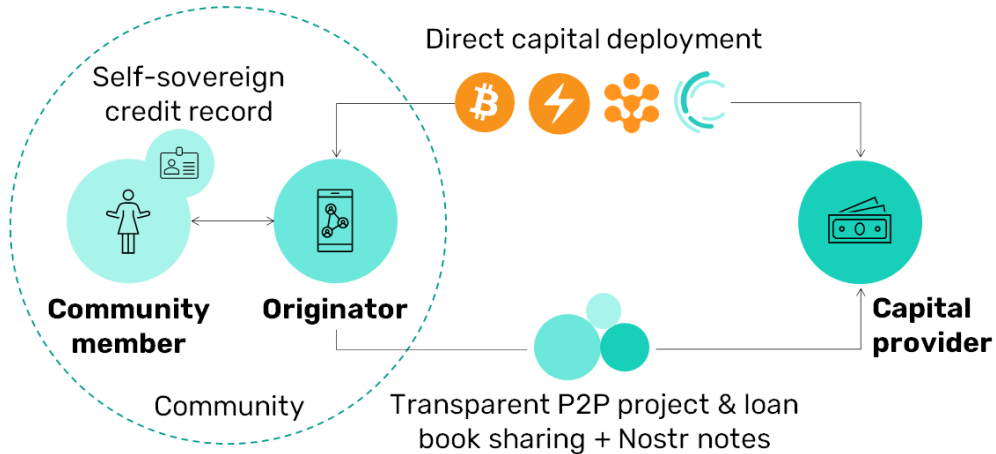 Direct capital deployment
Self-sovereign
credit record
Community
member
Originator
Capital
provider
Community
Transparent P2P project & loan
book sharing + Nostr notes